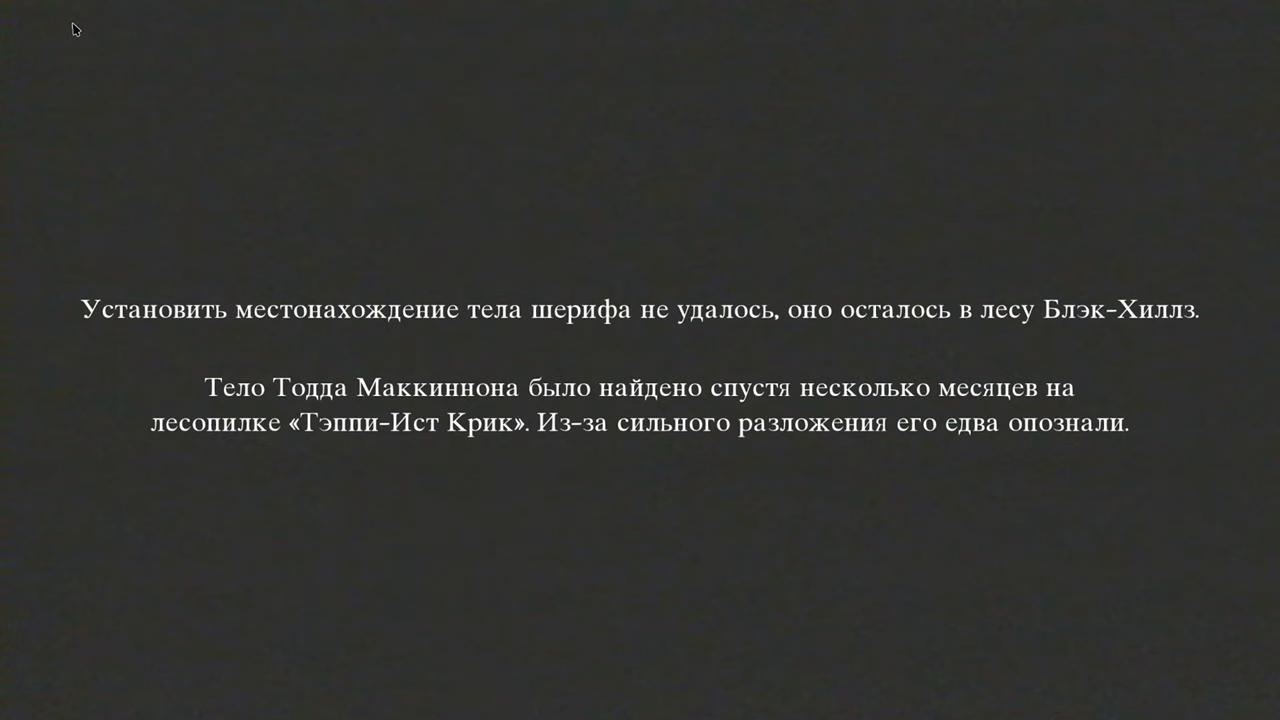 Установить местонахождение тела шерифа не удалось, оно осталось в лесу Блэк-Хиллз.
Тело Тодда Маккиннона было найдено спустя несколько месяцев на
лесопилке «Тэппи-Ист Крик». Из-за сильного разложения его едва опознали.